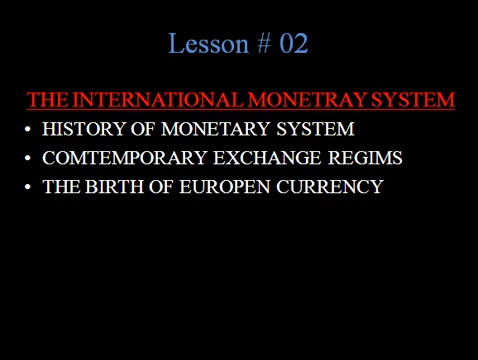 Lesson # 02
THE INTERNATIONAL MONETRAY SYSTEM
• HISTORY OF MONETARY SYSTEM
• COMTEMPORARY EXCHANGE REGIMS
• THE BIRTH OF EUROPEN CURRENCY